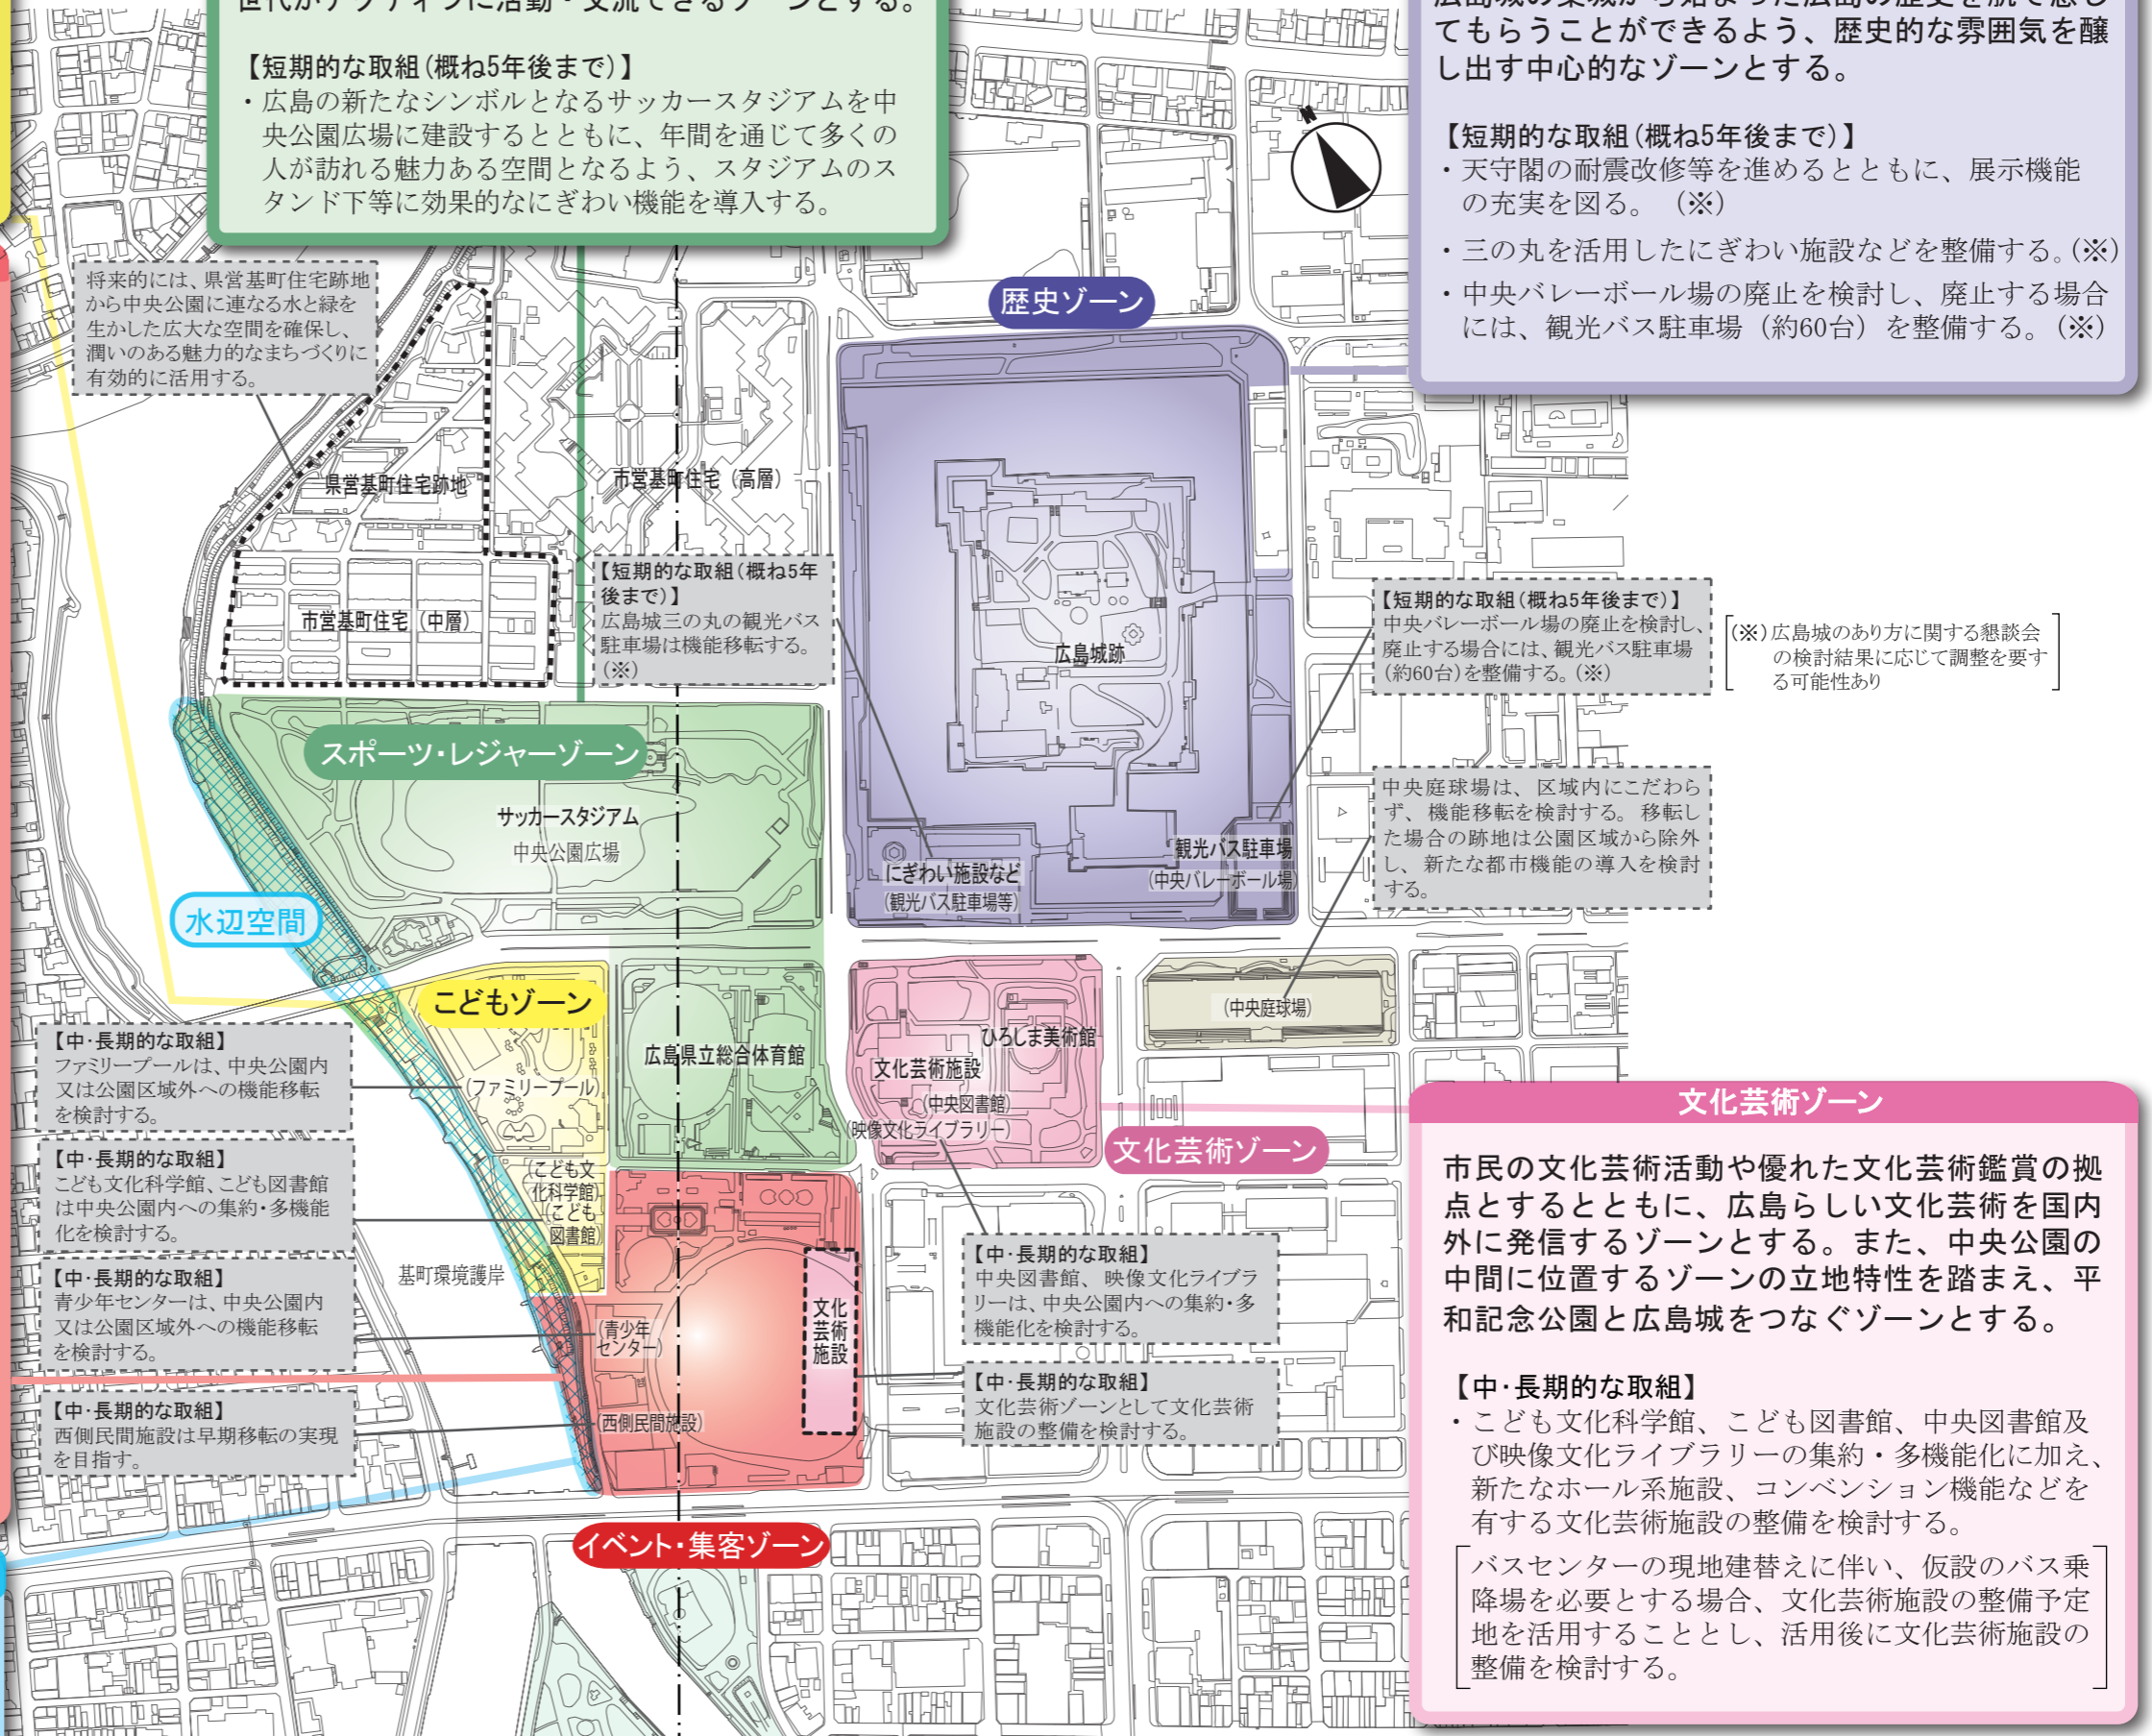 世代がアクティブに活動・交流できるゾーンとする。
【短期的な取組(概ね5年後まで)】
・広島の新たなシンボルとなるサッカースタジアムを中
央公園広場に建設するとともに、年間を通じて多くの
人が訪れる魅力ある空間となるよう、スタジアムのス
タンド下等に効果的なにぎわい機能を導入する。
広島城の築城から始まった広島の歴史を肌で感じ
てもらうことができるよう、歴史的な雰囲気を醸
し出す中心的なゾーンとする。
【短期的な取組(概ね5年後まで)】
・天守閣の耐震改修等を進めるとともに、展示機能
の充実を図る。（※）
・三の丸を活用したにぎわい施設などを整備する。(※)
・中央バレーボール場の廃止を検討し、廃止する場合
には、観光バス駐車場（約60台）を整備する。(※)
N
将来的には、県営基町住宅跡地
から中央公園に連なる水と緑を
生かした広大な空間を確保し、
潤いのある魅力的なまちづくりに
有効的に活用する。
歴史ゾーン
県営基町住宅跡地
市営基町住宅（高層）
市営基町住宅（中層）
【短期的な取組(概ね5年
後まで)】
広島城三の丸の観光バス
駐車場は機能移転する。
(※)
広島城跡
【短期的な取組(概ね5年後まで)】
中央バレーボール場の廃止を検討し、
廃止する場合には、観光バス駐車場
(約60台)を整備する。(※)
(※)広島城のあり方に関する懇談会
の検討結果に応じて調整を要す
る可能性あり
スポーツ・レジャーゾーン
サッカースタジアム
中央公園広場
中央庭球場は、区域内にこだわら
ず、機能移転を検討する。移転し
た場合の跡地は公園区域から除外
し、新たな都市機能の導入を検討
する。
にぎわい施設など
(観光バス駐車場等)
観光バス駐車場
(中央バレーボール場)
水辺空間
こどもゾーン
(中央庭球場)
広島県立総合体育館
ひろしま美術館
文化芸術施設
(中央図書館)
(映像文化ライブラリー)
文化芸術ゾーン
(ファミリープール)
【中･長期的な取組】
ファミリープールは、中央公園内
又は公園区域外への機能移転
を検討する。
【中･長期的な取組】
こども文化科学館、こども図書館
は中央公園内への集約・多機能
化を検討する。
(こども文
化科学館)
(こども
図書館)
基町環境護岸
【中･長期的な取組】
青少年センターは、中央公園内
又は公園区域外への機能移転
を検討する。
(青少年
センター)
文化
芸術
施設
【中･長期的な取組】
中央図書館、映像文化ライブラ
リーは、中央公園内への集約・多
機能化を検討する。
【中･長期的な取組】
文化芸術ゾーンとして文化芸術
施設の整備を検討する。
【中･長期的な取組】
西側民間施設は早期移転の実現
を目指す。
(西側民間施設)
イベント・集客ゾーン
文化芸術ゾーン
市民の文化芸術活動や優れた文化芸術鑑賞の拠
点とするとともに、広島らしい文化芸術を国内
外に発信するゾーンとする。また、中央公園の
中間に位置するゾーンの立地特性を踏まえ、平
和記念公園と広島城をつなぐゾーンとする。
【中･長期的な取組】
・こども文化科学館、こども図書館、中央図書館及
び映像文化ライブラリーの集約・多機能化に加え、
新たなホール系施設、コンベンション機能などを
有する文化芸術施設の整備を検討する。
バスセンターの現地建替えに伴い、仮設のバス乗
降場を必要とする場合、文化芸術施設の整備予定
地を活用することとし、活用後に文化芸術施設の
整備を検討する。